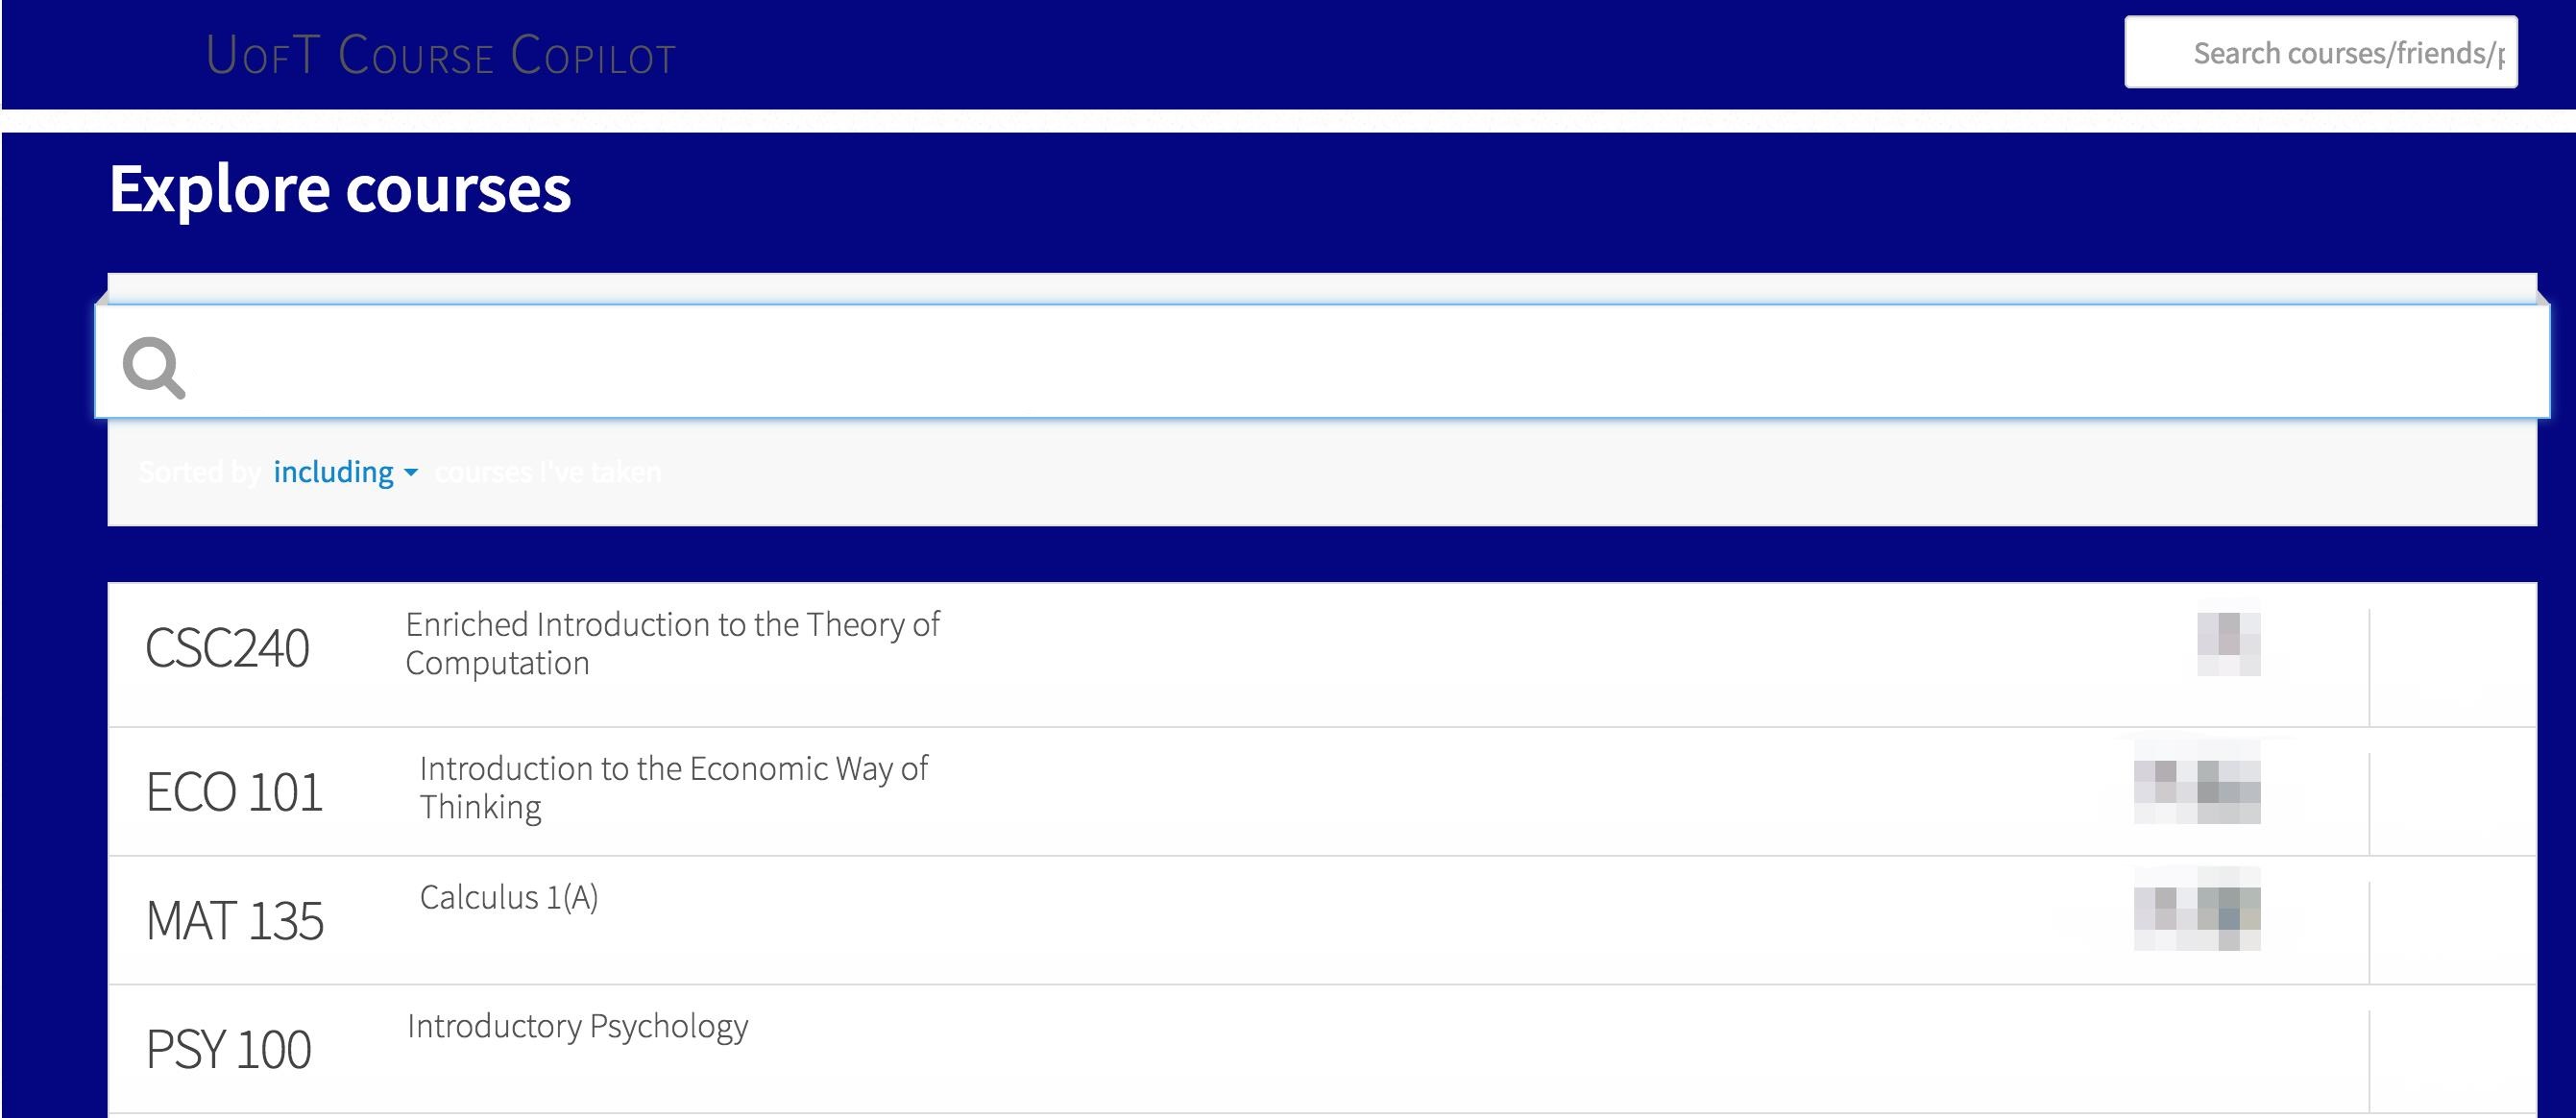 UofT Course Copilot
Search courses/friends/p
Explore courses
Sorted by including courses I've taken
CSC240
Enriched Introduction to the Theory of
Computation
ECO 101
Introduction to the Economic Way of
Thinking
MAT 135
Calculus 1(A)
PSY 100
Introductory Psychology